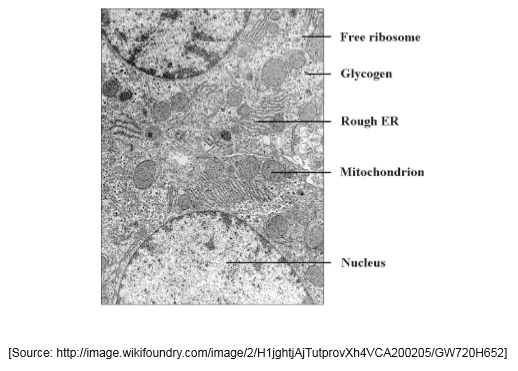 Free ribosome
Glycogen
Rough ER
Mitochondrion
Nucleus
[Source: http://image.wikifoundry.com/image/2/H1jghtjAjTutprovXh4VCA200205/GW720H652]